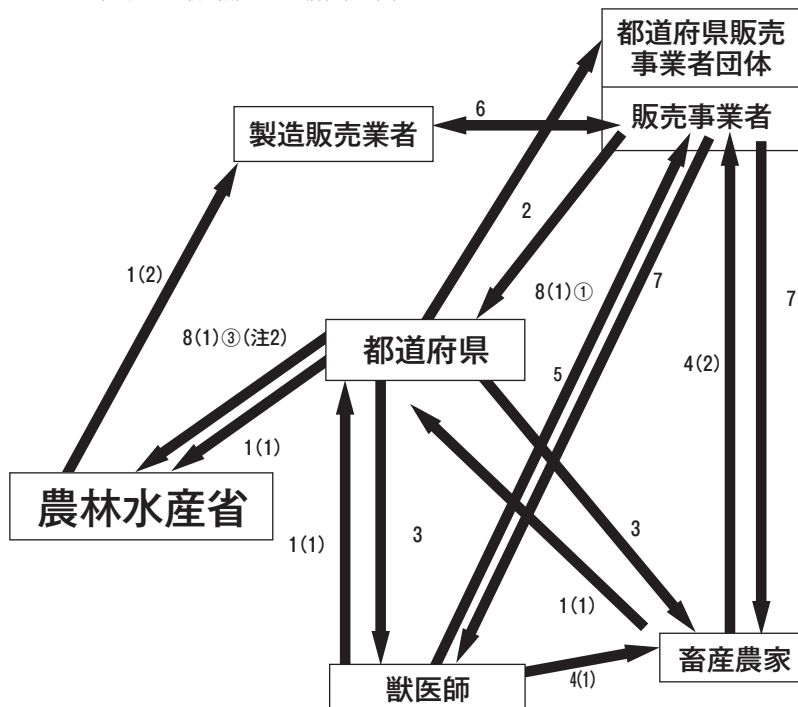 都道府県販売
事業者団体
販売事業者
製造販売業者
6
2
1(2)
8(1)①
7
7
8(1)③(注2)
都道府県
5
4(2)
1(1)
農林水産省
3
3
1(1)
1(1)
畜産農家
獣医師
4(1)